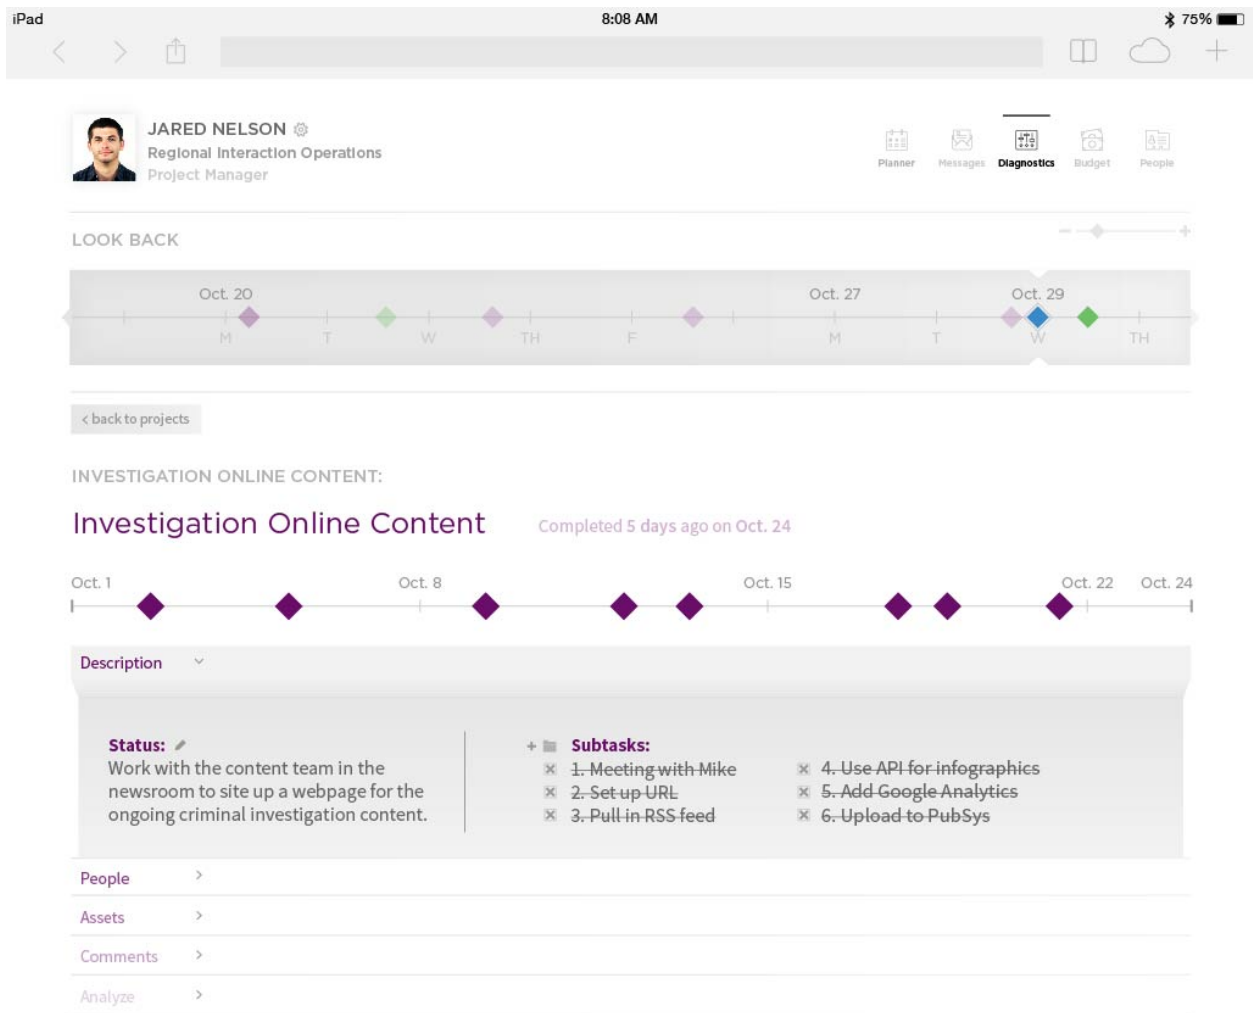 iPad 8:08 AM 75%
JARED NELSON
Regional Interaction Operations
Project Manager
Planner Messages Diagnostics Budget People
LOOK BACK
Oct. 20 Oct. 27 Oct. 29
M T W TH F M T W TH
< back to projects
INVESTIGATION ONLINE CONTENT:
Investigation Online Content Completed 5 days ago on Oct. 24
Oct. 1 Oct. 8 Oct. 15 Oct. 22 Oct. 24
Description
Status:
Work with the content team in the
newsroom to site up a webpage for the
ongoing criminal investigation content.
Subtasks:
1. Meeting with Mike
2. Set up URL
3. Pull in RSS feed
4. Use API for infographics
5. Add Google Analytics
6. Upload to PubSys
People
Assets
Comments
Analyze